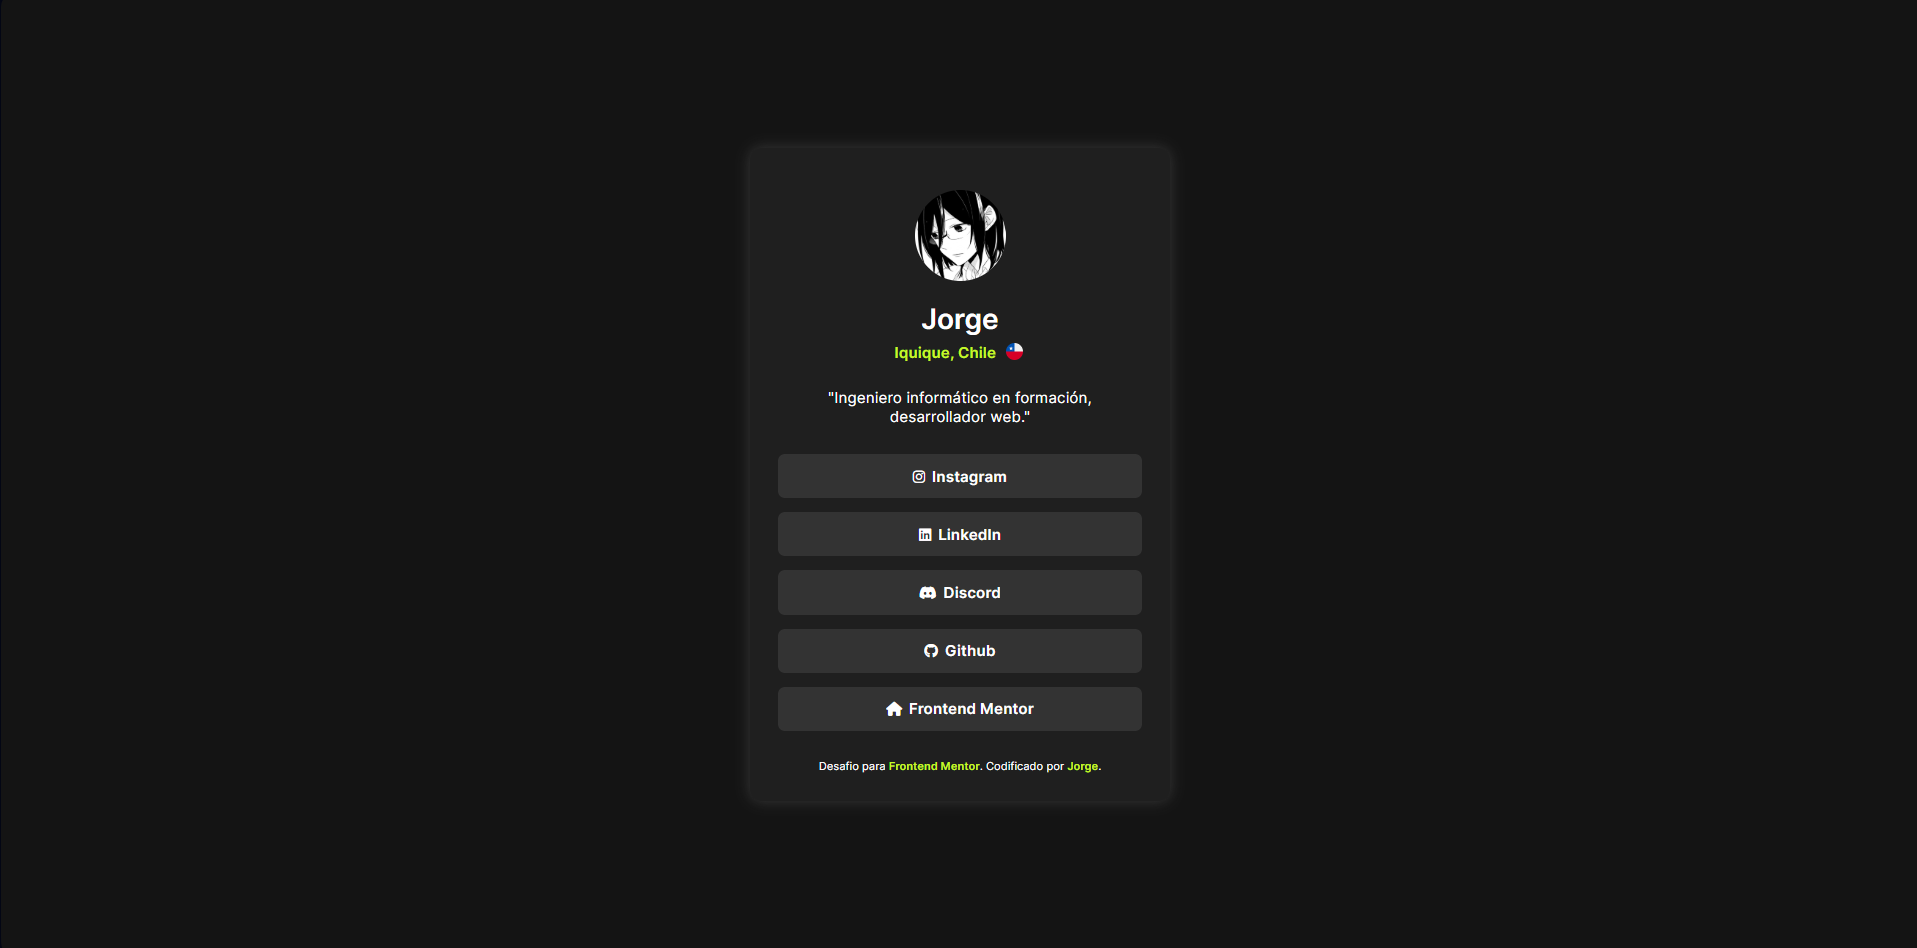 Jorge
Iquique, Chile
"Ingeniero informático en formación,
desarrollador web."
Instagram
LinkedIn
Discord
Github
Frontend Mentor
Desafio para Frontend Mentor. Codificado por Jorge.